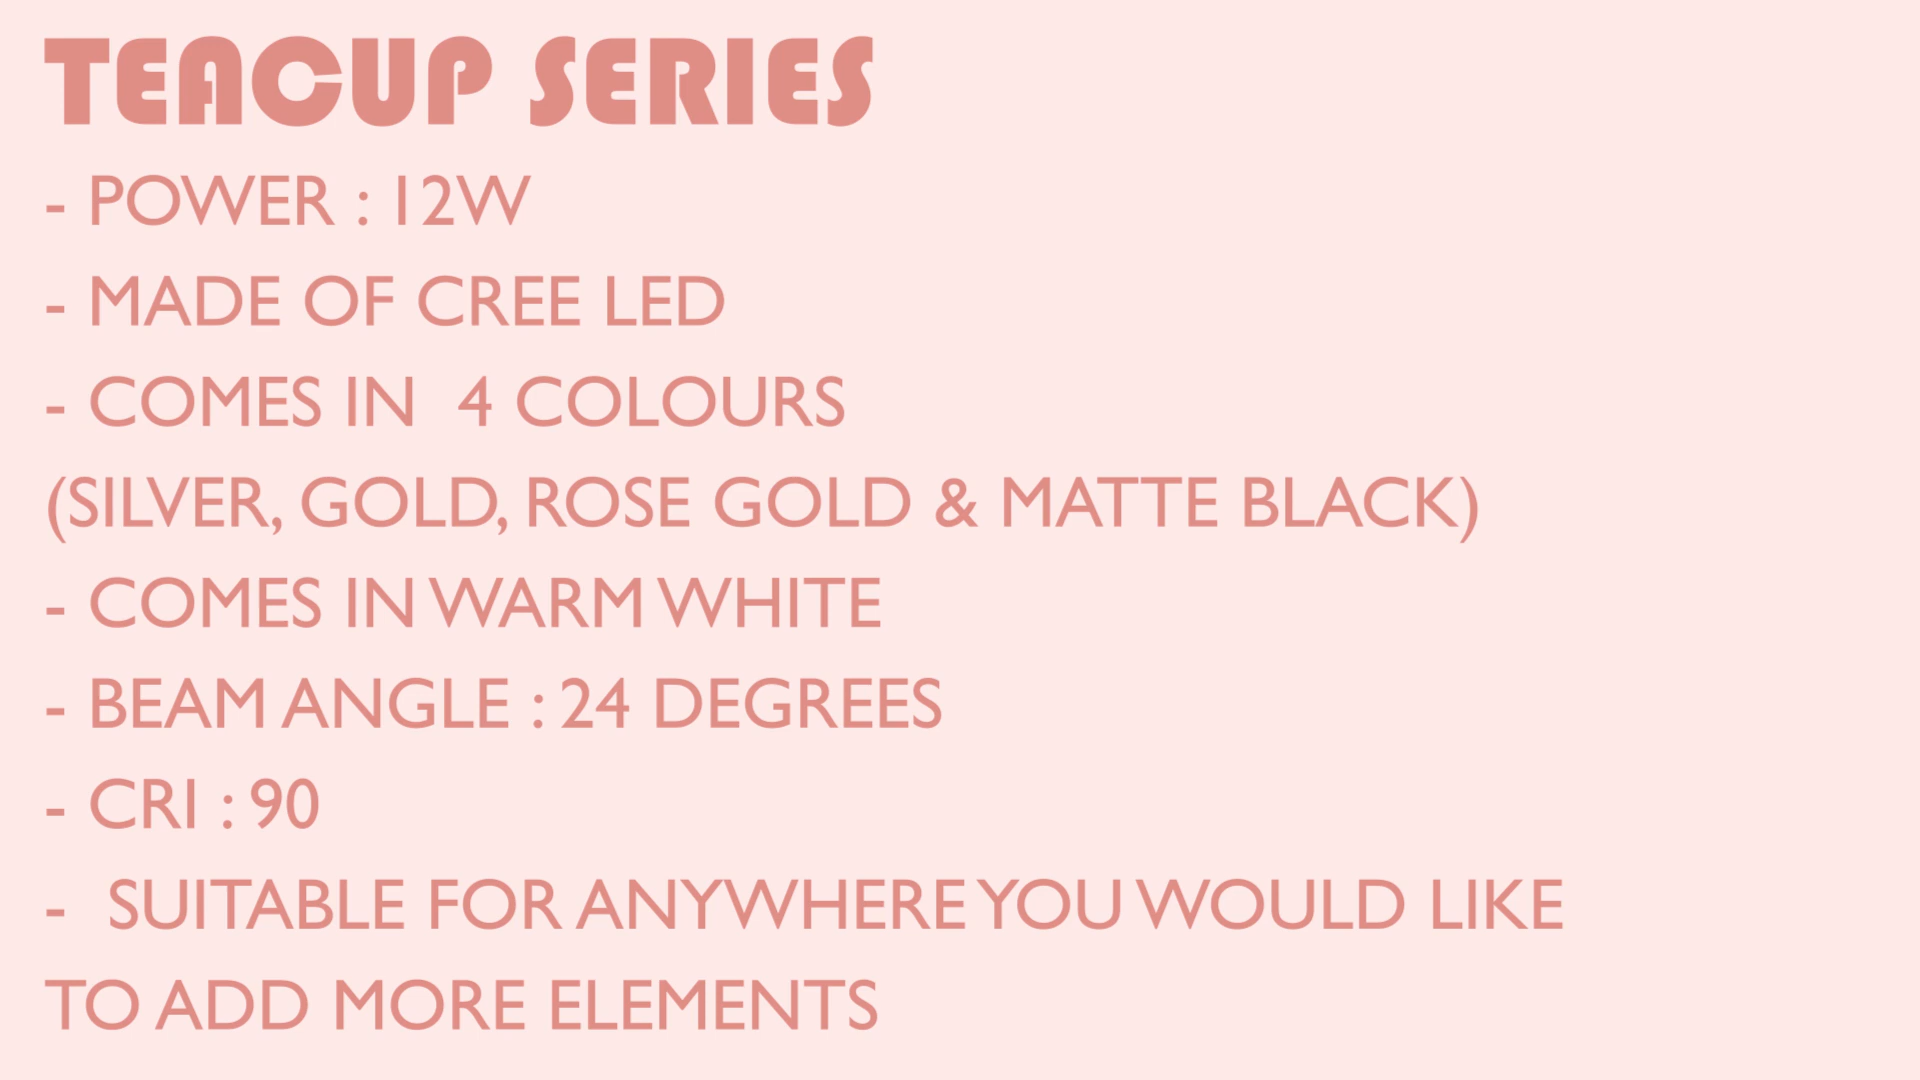 TEACUP SERIES
- POWER : 12W
- MADE OF CREE LED
- COMES IN  4 COLOURS
(SILVER, GOLD, ROSE GOLD & MATTE BLACK)
- COMES IN WARM WHITE
- BEAM ANGLE : 24 DEGREES
- CRI : 90
-  SUITABLE FOR ANYWHERE YOU WOULD LIKE
TO ADD MORE ELEMENTS